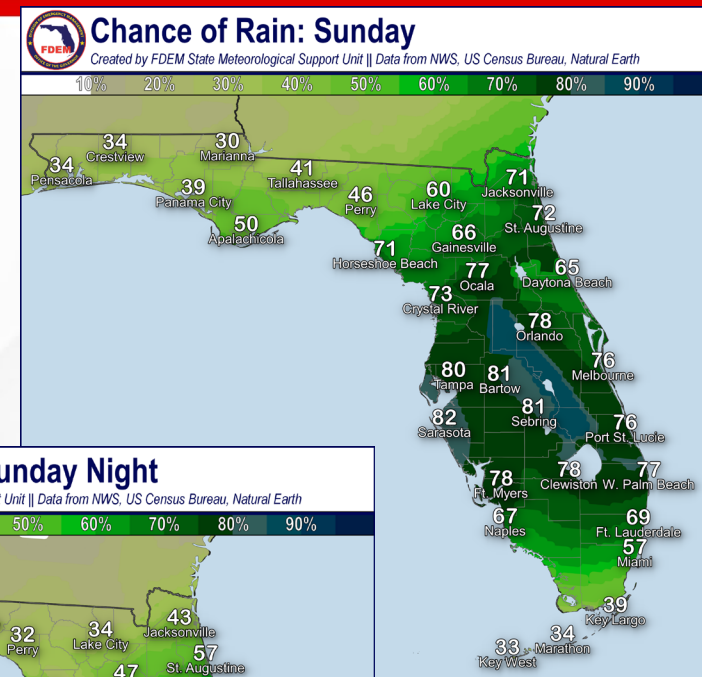 Chance of Rain: Sunday
FDEM
Created by FDEM State Meteorological Support Unit || Data from NWS, US Census Bureau, Natural Earth
10% 20% 30% 40% 50% 60% 70% 80% 90%
34
Crestview
30
Marianna
34
Pensacola
41
Tallahassee
39
Panama City
46
Perry
60
Lake City
71
Jacksonville
50
Apalachicola
72
St. Augustine
66
Gainesville
71
Horseshoe Beach
77
Ocala
65
Daytona Beach
73
Crystal River
78
Orlando
76
Melbourne
80
Tampa
81
Bartow
81
Sebring
82
Sarasota
76
Port St. Lucie
78
Ft. Myers
78
Clewiston
77
W. Palm Beach
67
Naples
69
Ft. Lauderdale
57
Miami
39
Key Largo
34
Marathon
33
Key West
unday Night
Unit || Data from NWS, US Census Bureau, Natural Earth
50% 60% 70% 80% 90%
32
Perry
34
Lake City
43
Jacksonville
57
St. Augustine
47